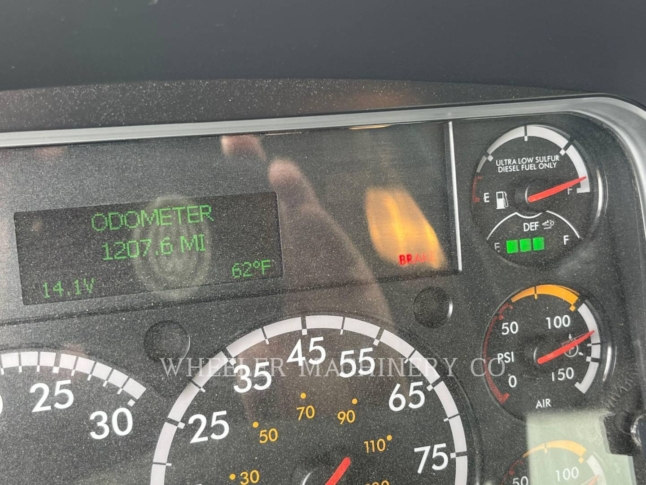 ODOMETER
1207.6 MI
14.1V 62°F
ULTRA LOW SULFUR
DIESEL FUEL ONLY
E F
DEF
E F
50 100
PSI
0 150
AIR
WHEELER MACHINERY CO
25 30
25 35 45 55 65 75
30 50 70 90 110
50 100